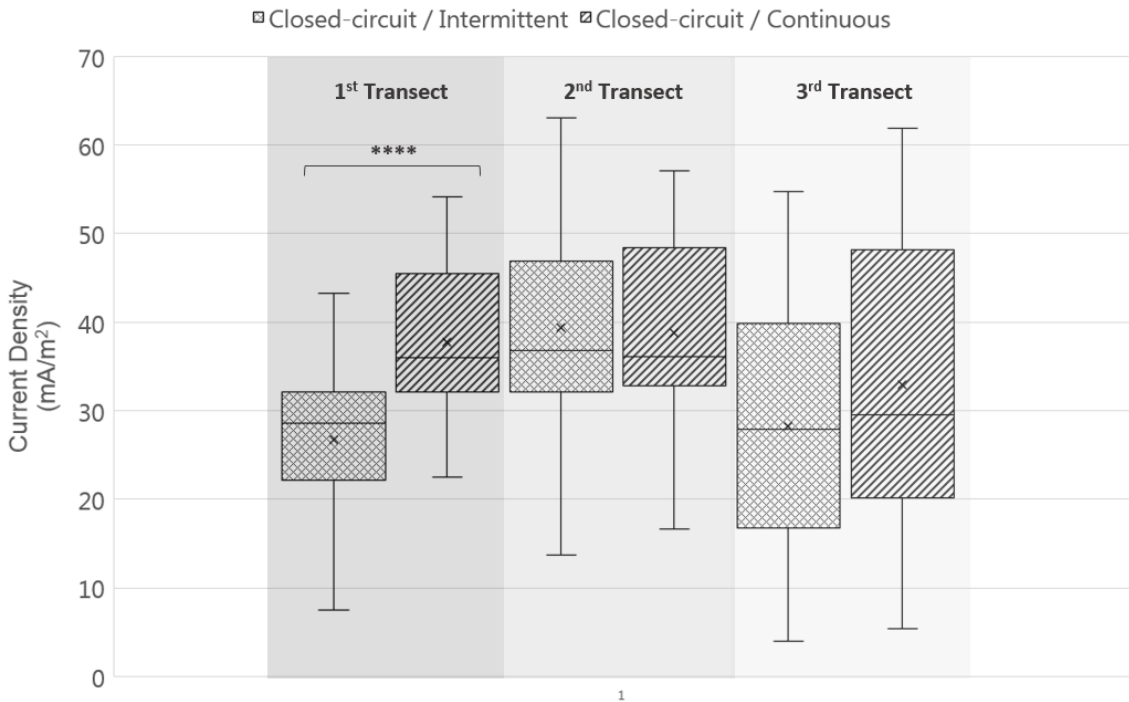 Closed-circuit / Intermittent Closed-circuit / Continuous
70
60
50
40
30
20
10
0
Current Density
(mA/m²)
1st Transect
2nd Transect
3rd Transect
****
1